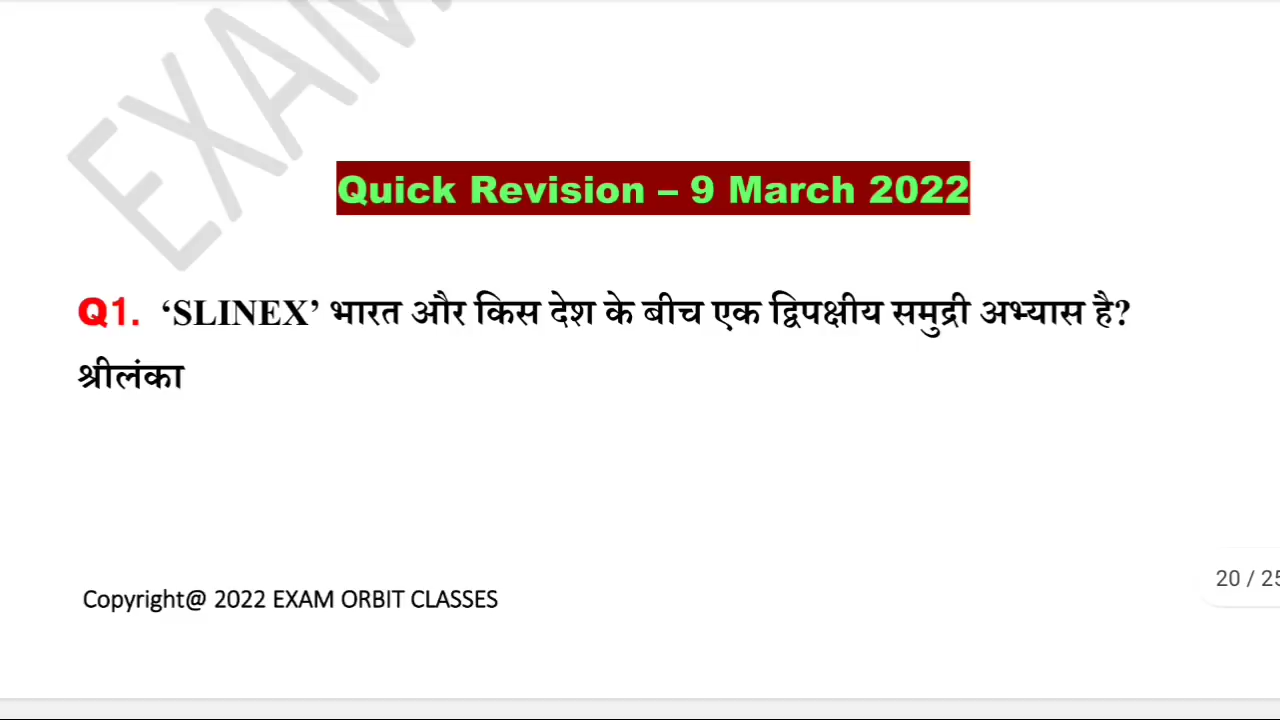 EXAM
Quick Revision – 9 March 2022
Q1. ‘SLINEX’ भारत और किस देश के बीच एक द्विपक्षीय समुद्री अभ्यास है?
श्रीलंका
20 / 25
Copyright@ 2022 EXAM ORBIT CLASSES